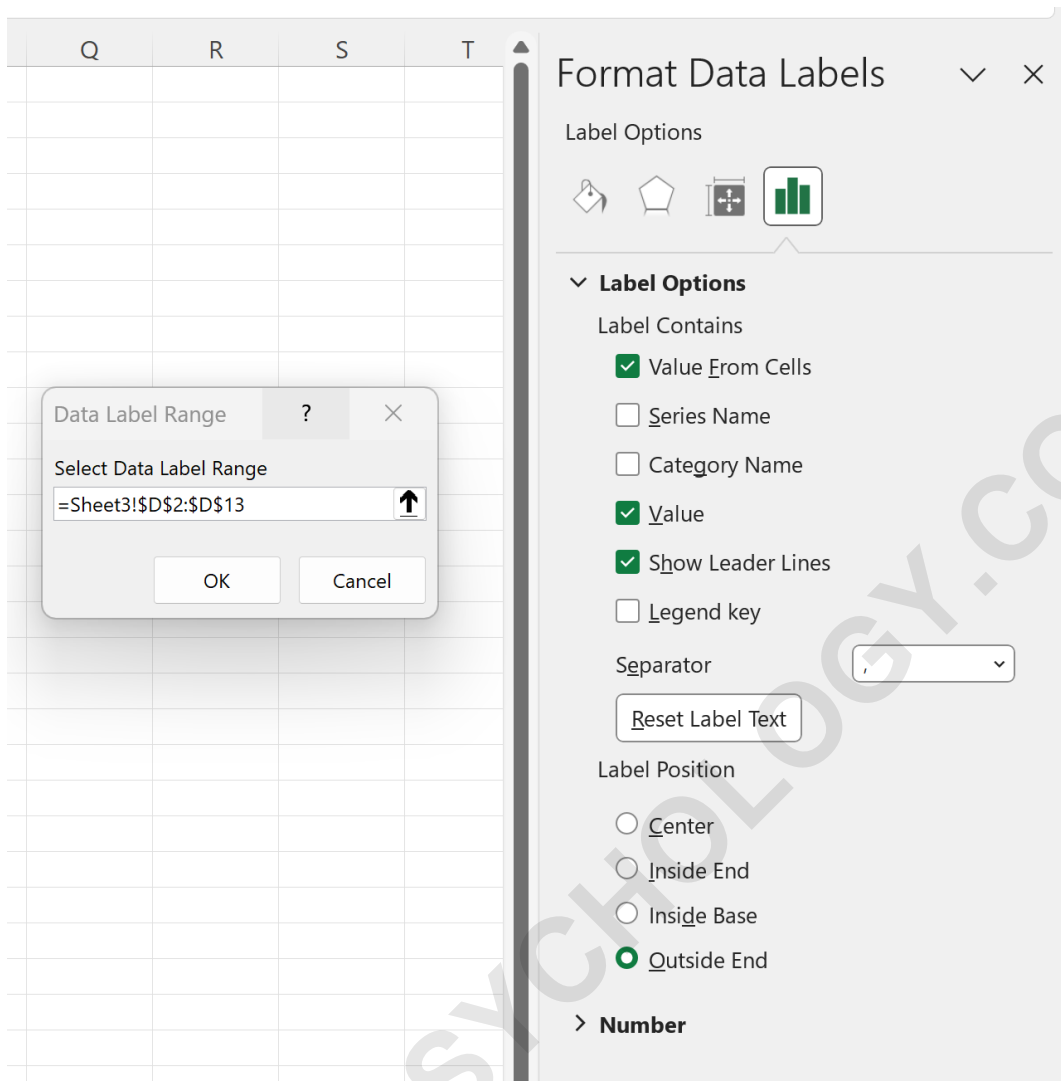 Q R S T
Format Data Labels
Label Options
Label Options
Label Contains
Value From Cells
Series Name
Category Name
Value
Show Leader Lines
Legend key
Separator ,
Reset Label Text
Label Position
Center
Inside End
Inside Base
Outside End
Number
Data Label Range ?
Select Data Label Range
=Sheet3!$D$2:$D$13
OK Cancel
SYCHOLOGY.CO